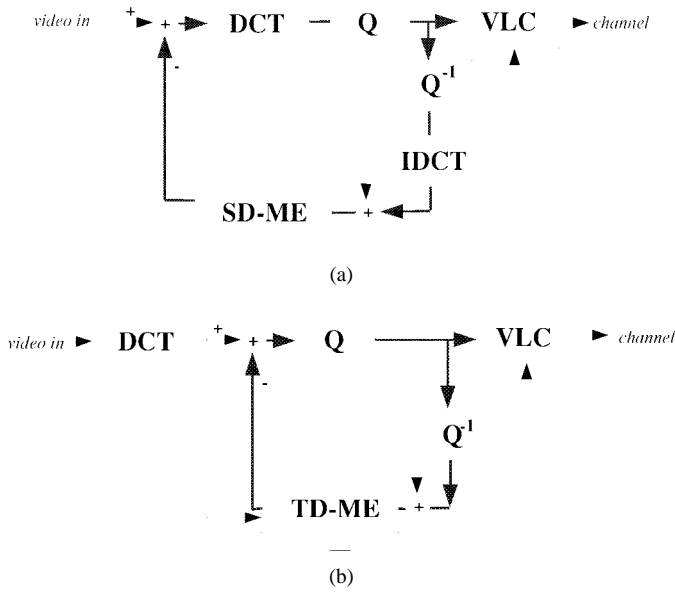 video in + + DCT Q VLC channel
-
Q-1
IDCT
SD-ME +
(a)
video in DCT + + Q VLC channel
-
Q-1
TD-ME +
(b)